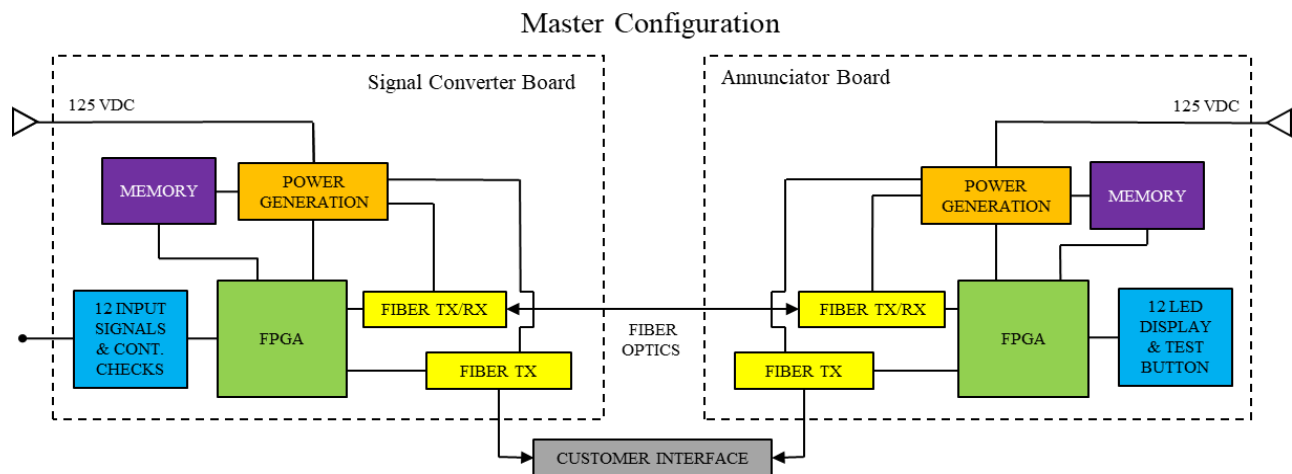 Master Configuration
Signal Converter Board
Annunciator Board
125 VDC
125 VDC
MEMORY
POWER
GENERATION
POWER
GENERATION
MEMORY
12 INPUT
SIGNALS
& CONT.
CHECKS
FPGA
FIBER TX/RX
FIBER TX
FIBER
OPTICS
FIBER TX/RX
FIBER TX
FPGA
12 LED
DISPLAY
& TEST
BUTTON
CUSTOMER INTERFACE